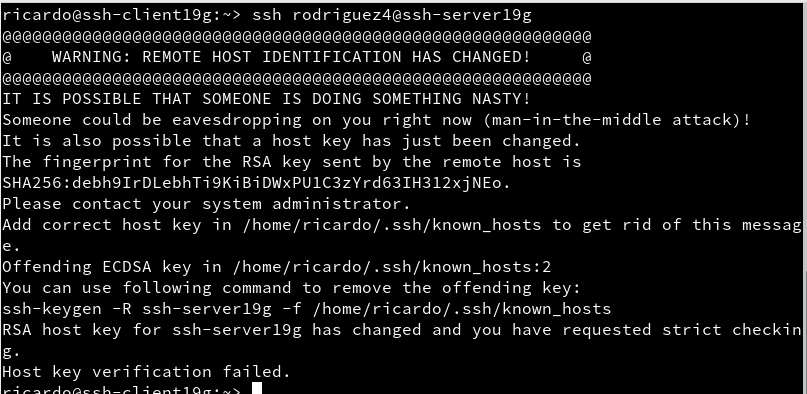 ricardo@ssh-client19g:~> ssh rodriguez4@ssh-server19g
@@@@@@@@@@@@@@@@@@@@@@@@@@@@@@@@@@@@@@@@@@@@@@@@@@@@@@@@@@@
@    WARNING: REMOTE HOST IDENTIFICATION HAS CHANGED!     @
@@@@@@@@@@@@@@@@@@@@@@@@@@@@@@@@@@@@@@@@@@@@@@@@@@@@@@@@@@@
IT IS POSSIBLE THAT SOMEONE IS DOING SOMETHING NASTY!
Someone could be eavesdropping on you right now (man-in-the-middle attack)!
It is also possible that a host key has just been changed.
The fingerprint for the RSA key sent by the remote host is
SHA256:debh9IrDLebhTi9KiBiDWxPU1C3zYrd63IH312xjNEo.
Please contact your system administrator.
Add correct host key in /home/ricardo/.ssh/known_hosts to get rid of this messag
e.
Offending ECDSA key in /home/ricardo/.ssh/known_hosts:2
You can use following command to remove the offending key:
ssh-keygen -R ssh-server19g -f /home/ricardo/.ssh/known_hosts
RSA host key for ssh-server19g has changed and you have requested strict checkin
g.
Host key verification failed.
ricardo@ssh-client19g:~>